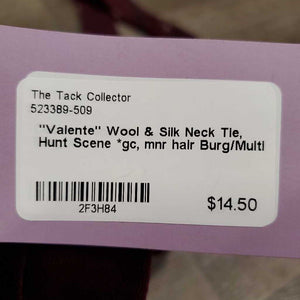 The Tack Collector
523389-509
"Valente" Wool & Silk Neck Tie,
Hunt Scene *gc, mnr hair Burg/Multi
2F3H84
$14.50